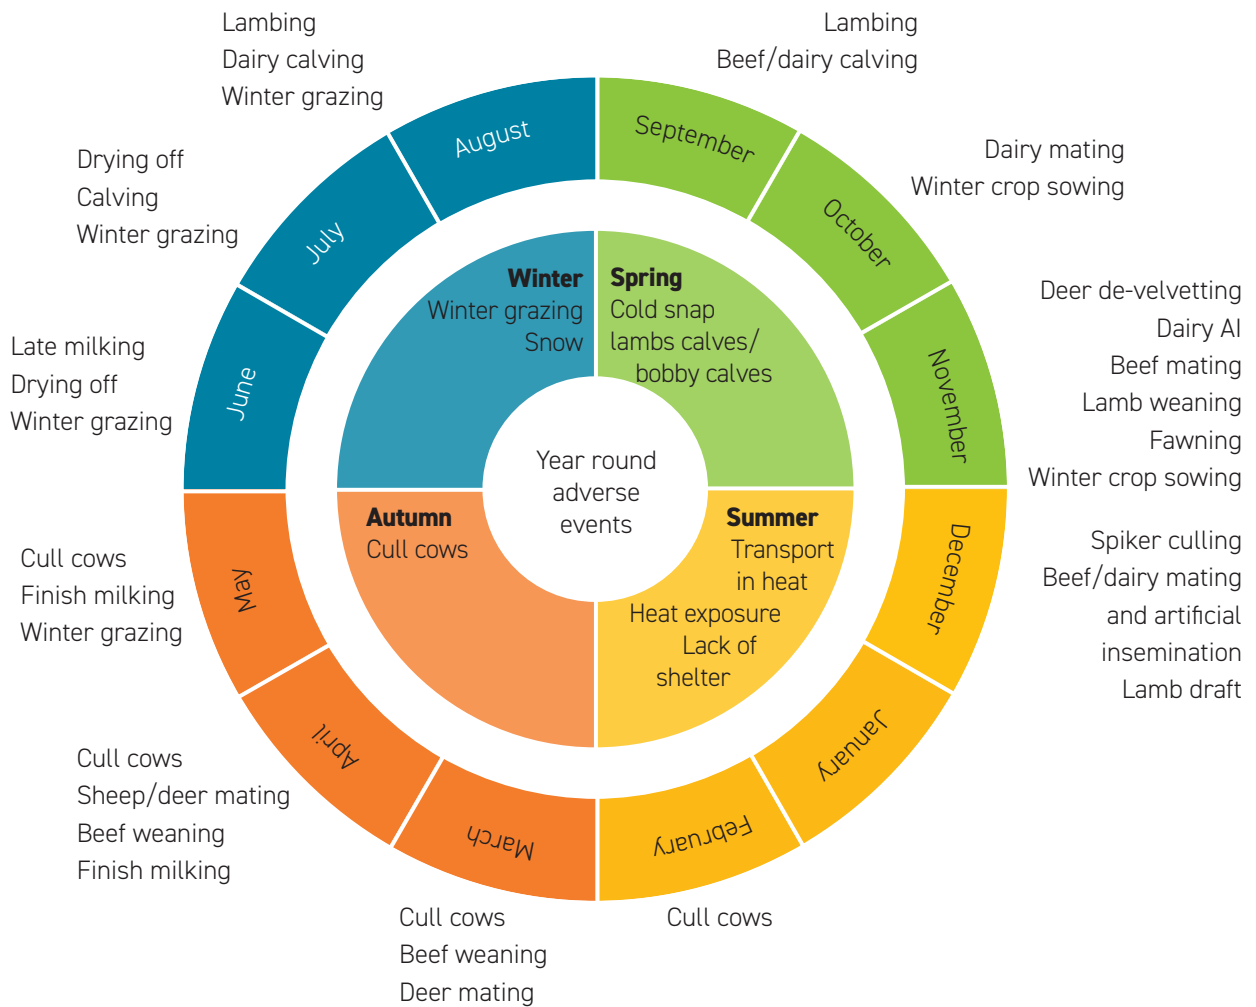 Lambing
Dairy calving
Winter grazing
Lambing
Beef/dairy calving
Drying off
Calving
Winter grazing
Dairy mating
Winter crop sowing
Late milking
Drying off
Winter grazing
Deer de-velvetting
Dairy AI
Beef mating
Lamb weaning
Fawning
Winter crop sowing
Cull cows
Finish milking
Winter grazing
Spiker culling
Beef/dairy mating
and artificial
insemination
Lamb draft
Cull cows
Sheep/deer mating
Beef weaning
Finish milking
Cull cows
Beef weaning
Deer mating
Cull cows
August
September
October
November
December
January
February
March
April
May
June
July
Winter
Winter grazing
Snow
Spring
Cold snap
lambs calves/
bobby calves
Year round
adverse
events
Autumn
Cull cows
Summer
Transport
in heat
Heat exposure
Lack of
shelter